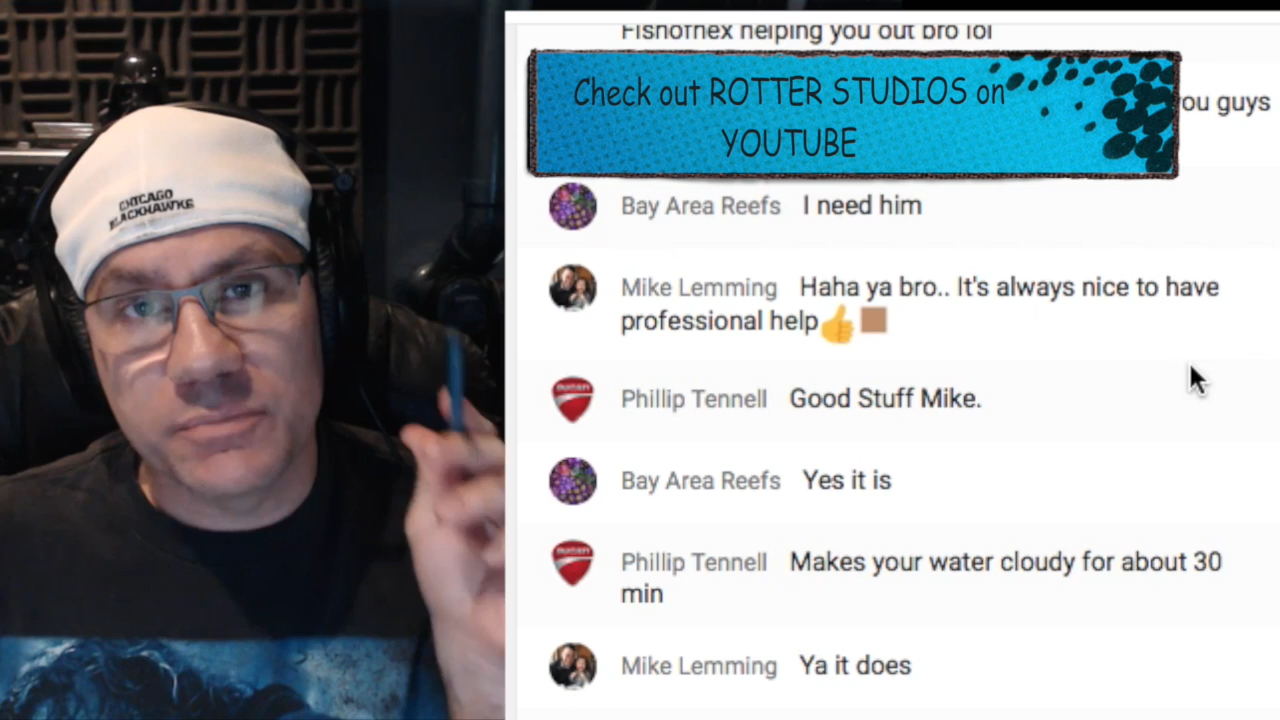 Fishofhex helping you out bro lol
Check out ROTTER STUDIOS on
YOUTUBE
you guys
CHICAGO
BLACKHAWKS
Bay Area Reefs I need him
Mike Lemming Haha ya bro.. It's always nice to have
professional help👍
Phillip Tennell Good Stuff Mike.
Bay Area Reefs Yes it is
Phillip Tennell Makes your water cloudy for about 30
min
Mike Lemming Ya it does